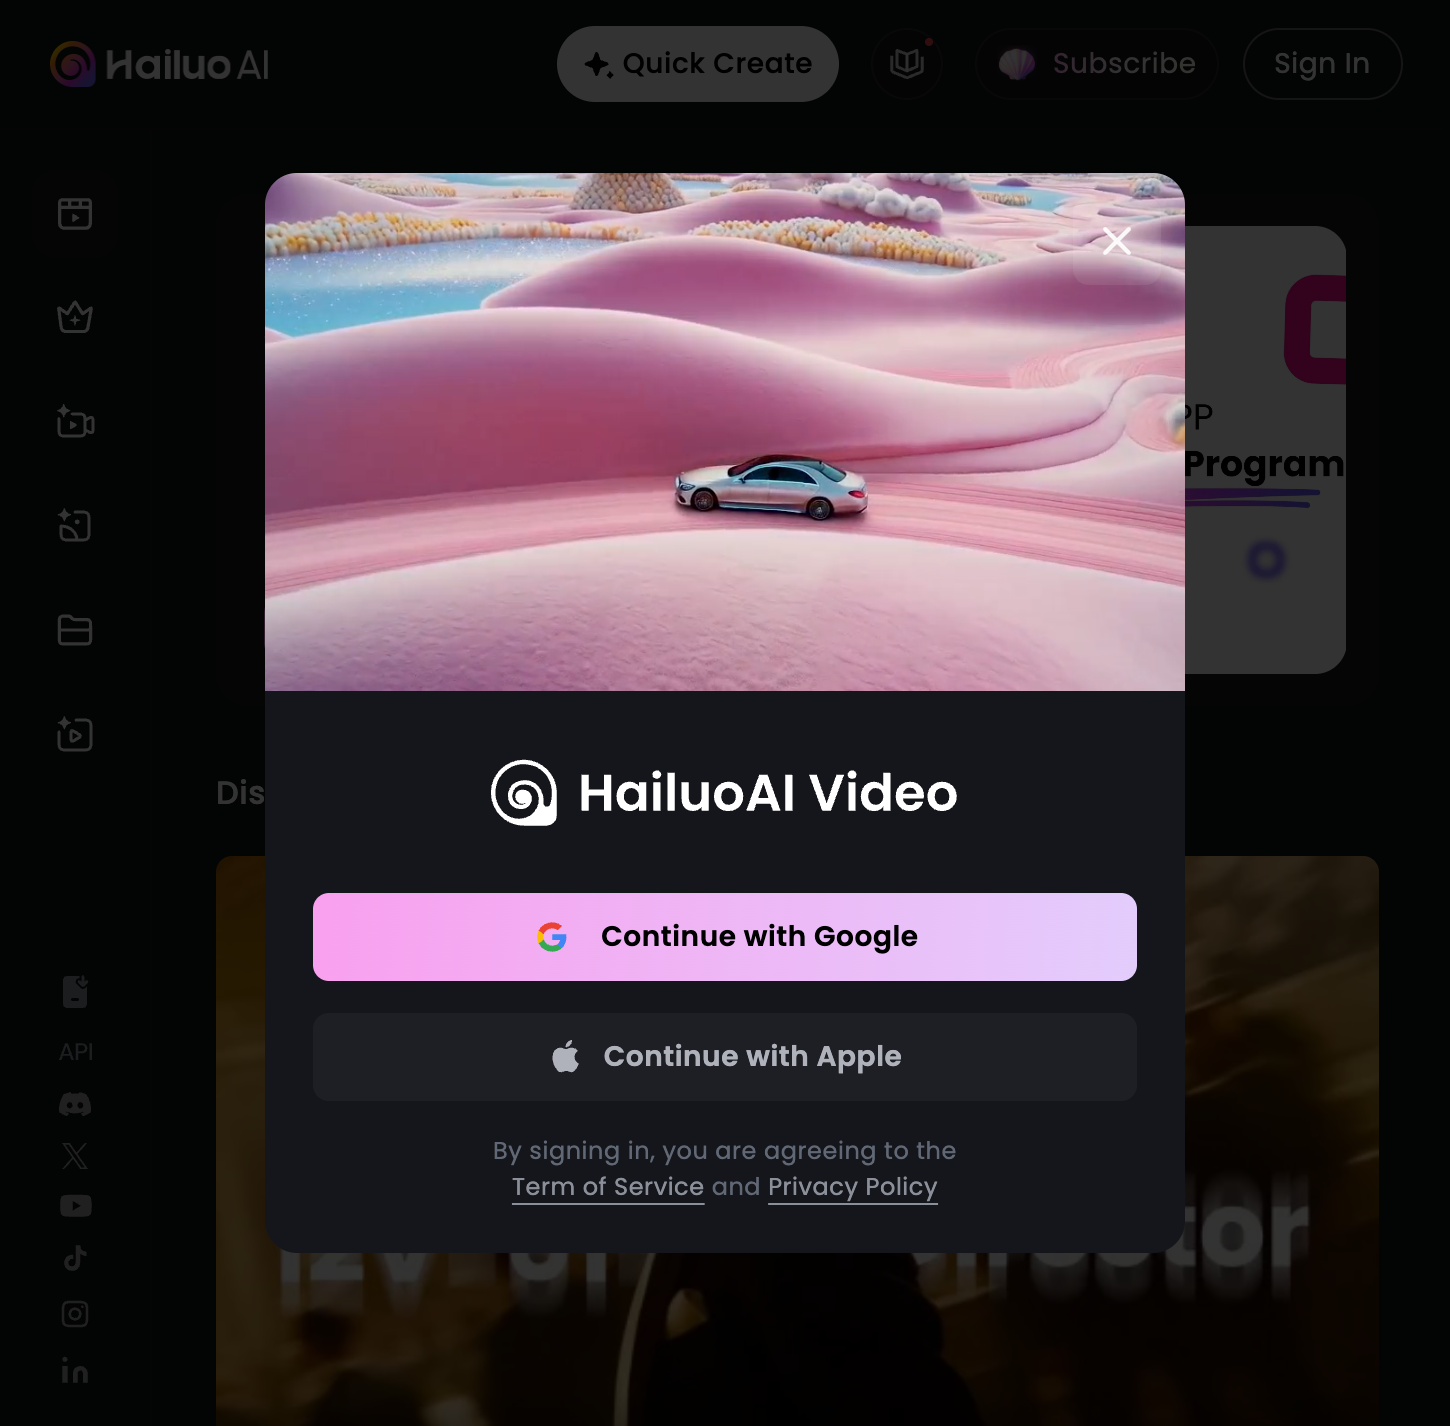 Hailuo AI
Quick Create
Subscribe
Sign In
PP
Program
Dis
HailuoAI Video
Continue with Google
Continue with Apple
By signing in, you are agreeing to the
Term of Service and Privacy Policy
API